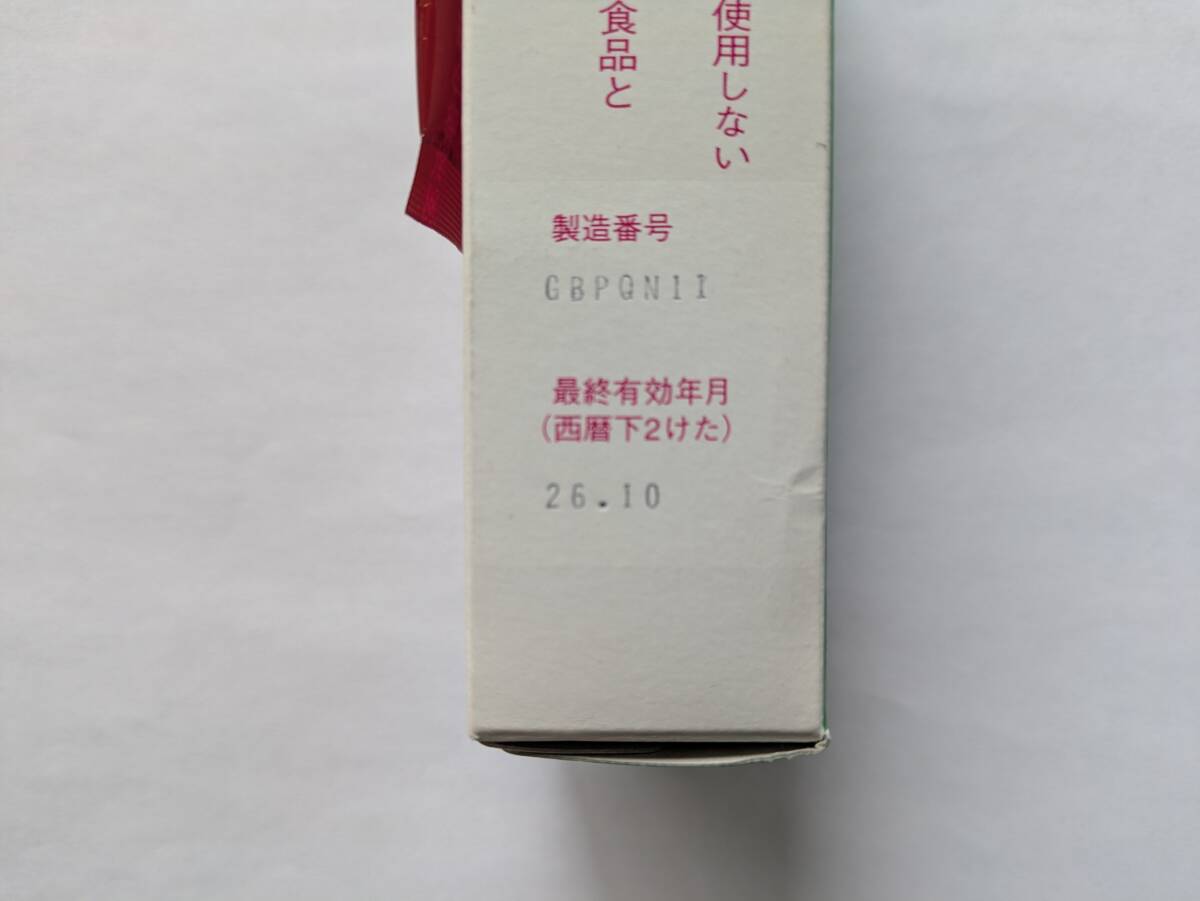 使用しない
食品と
製造番号
GBPQN11
最終有効年月
(西暦下2けた)
26.10